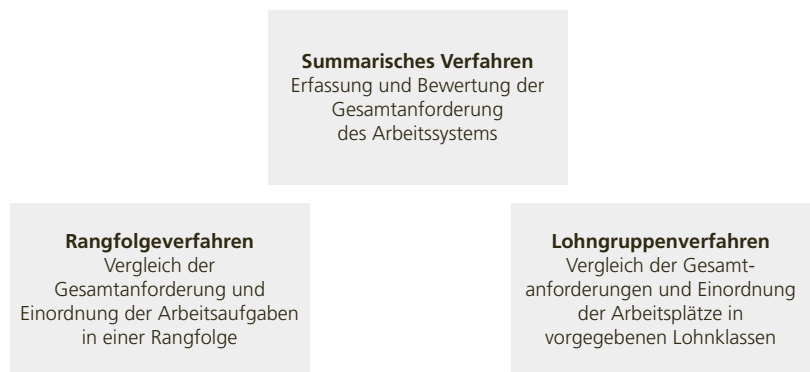 Summarisches Verfahren
Erfassung und Bewertung der
Gesamtanforderung
des Arbeitssystems
Rangfolgeverfahren
Vergleich der
Gesamtanforderung und
Einordnung der Arbeitsaufgaben
in einer Rangfolge
Lohngruppenverfahren
Vergleich der Gesamt-
anforderungen und Einordnung
der Arbeitsplätze in
vorgegebenen Lohnklassen